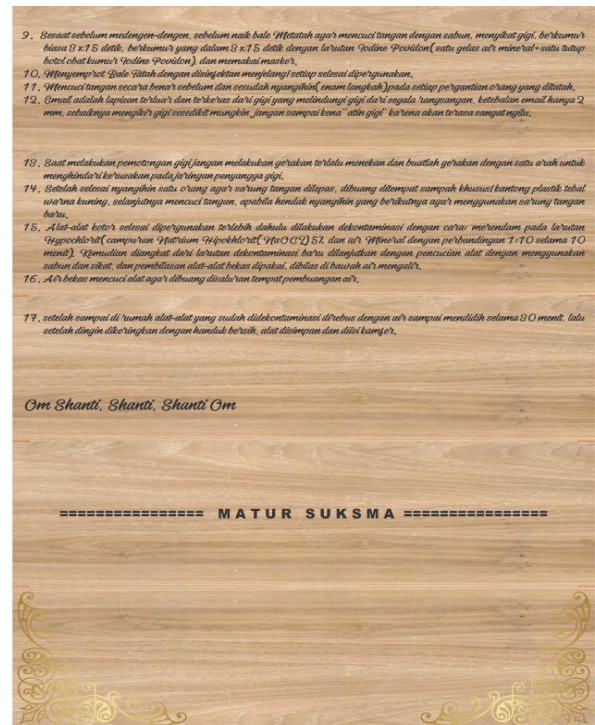 9. Sesaat sebelum medengen-dengen, sebelum naik bale Metatah agar mencuci tangan dengan sabun, menyikat gigi, berkumur
biasa 3 x 15 detik, berkumur yang dalam 3 x 15 detik dengan larutan Iodine Povidon( satu gelas air mineral+satu tutup
botol obat kumur Iodine Povidon), dan memakai masker.
10. Menyemprot Bale Tatah dengan disinfektan menjelang/ setiap selesai dipergunakan.
11. Mencuci tangan secara benar sebelum dan sesudah nyangihin( enam langkah)pada setiap pergantian orang yang ditatah.
12. Email adalah lapisan terluar dan terkeras dari gigi yang melindungi gigi dari segala rangsangan, ketebalan email hanya 2
mm, sebaiknya mengikir gigi sesedikit mungkin, jangan sampai kena" atin gigi" karena akan terasa sangat ngilu.
13. Saat melakukan pemotongan gigi jangan melakukan gerakan terlalu menekan dan buatlah gerakan dengan satu arah untuk
menghindari kerusakan pada jaringan penyangga gigi.
14. Setelah selesai nyangihin satu orang agar sarung tangan dilepas, dibuang ditempat sampah khusus( kantong plastik tebal
warna kuning, selanjutnya mencuci tangan, apabila hendak nyangihin yang berikutnya agar menggunakan sarung tangan
baru.
15. Alat-alat kotor selesai dipergunakan terlebih dahulu dilakukan dekontaminasi dengan cara: merendam pada larutan
Hypochlorit( campuran Natrium Hipokhlorit( NaOCl) 5% dan air Mineral dengan perbandingan 1:10 selama 10
menit). Kemudian diangkat dari larutan dekontaminasi baru dilanjutkan dengan pencucian alat dengan menggunakan
sabun dan sikat, dan pembilasan alat-alat bekas dipakai, dibilas di bawah air mengalir.
16. Air bekas mencuci alat agar dibuang disaluran tempat pembuangan air.
17. setelah sampai di rumah alat-alat yang sudah didekontaminasi direbus dengan air sampai mendidih selama 30 menit, lalu
setelah dingin dikeringkan dengan handuk bersih, alat disimpan dan diisi kamfer.
Om Shanti, Shanti, Shanti Om
================ MATUR SUKSMA ================